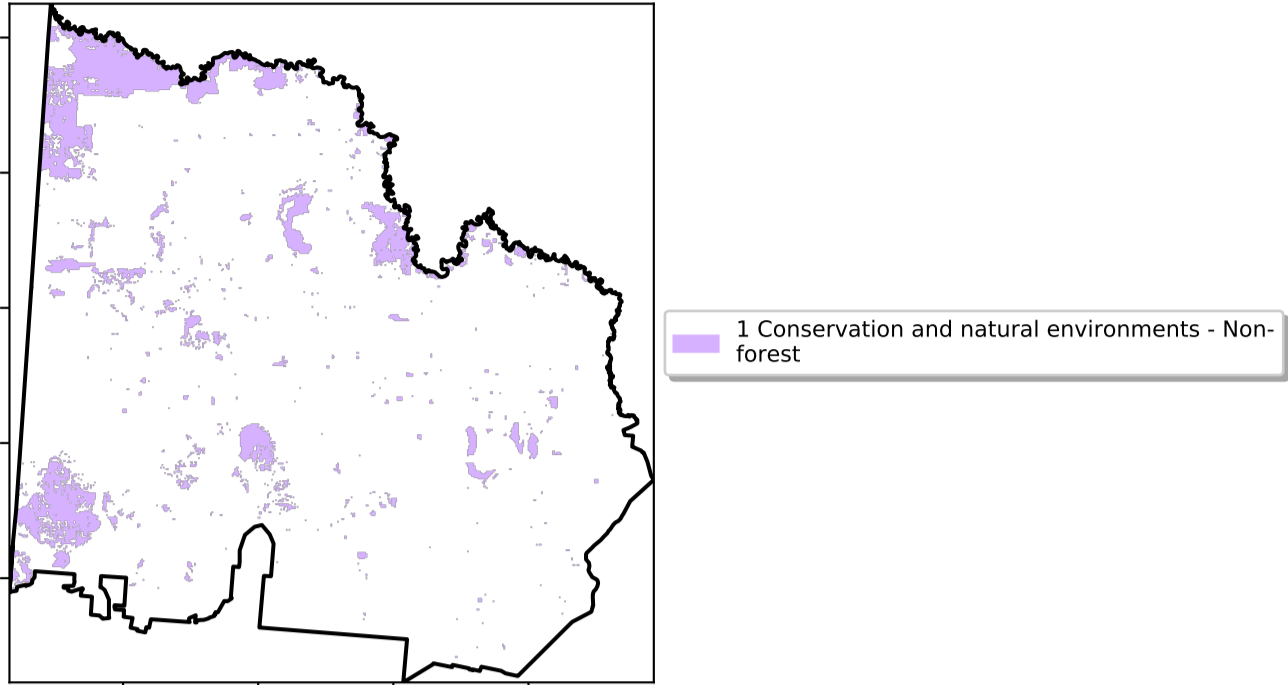 1 Conservation and natural environments - Non-
forest